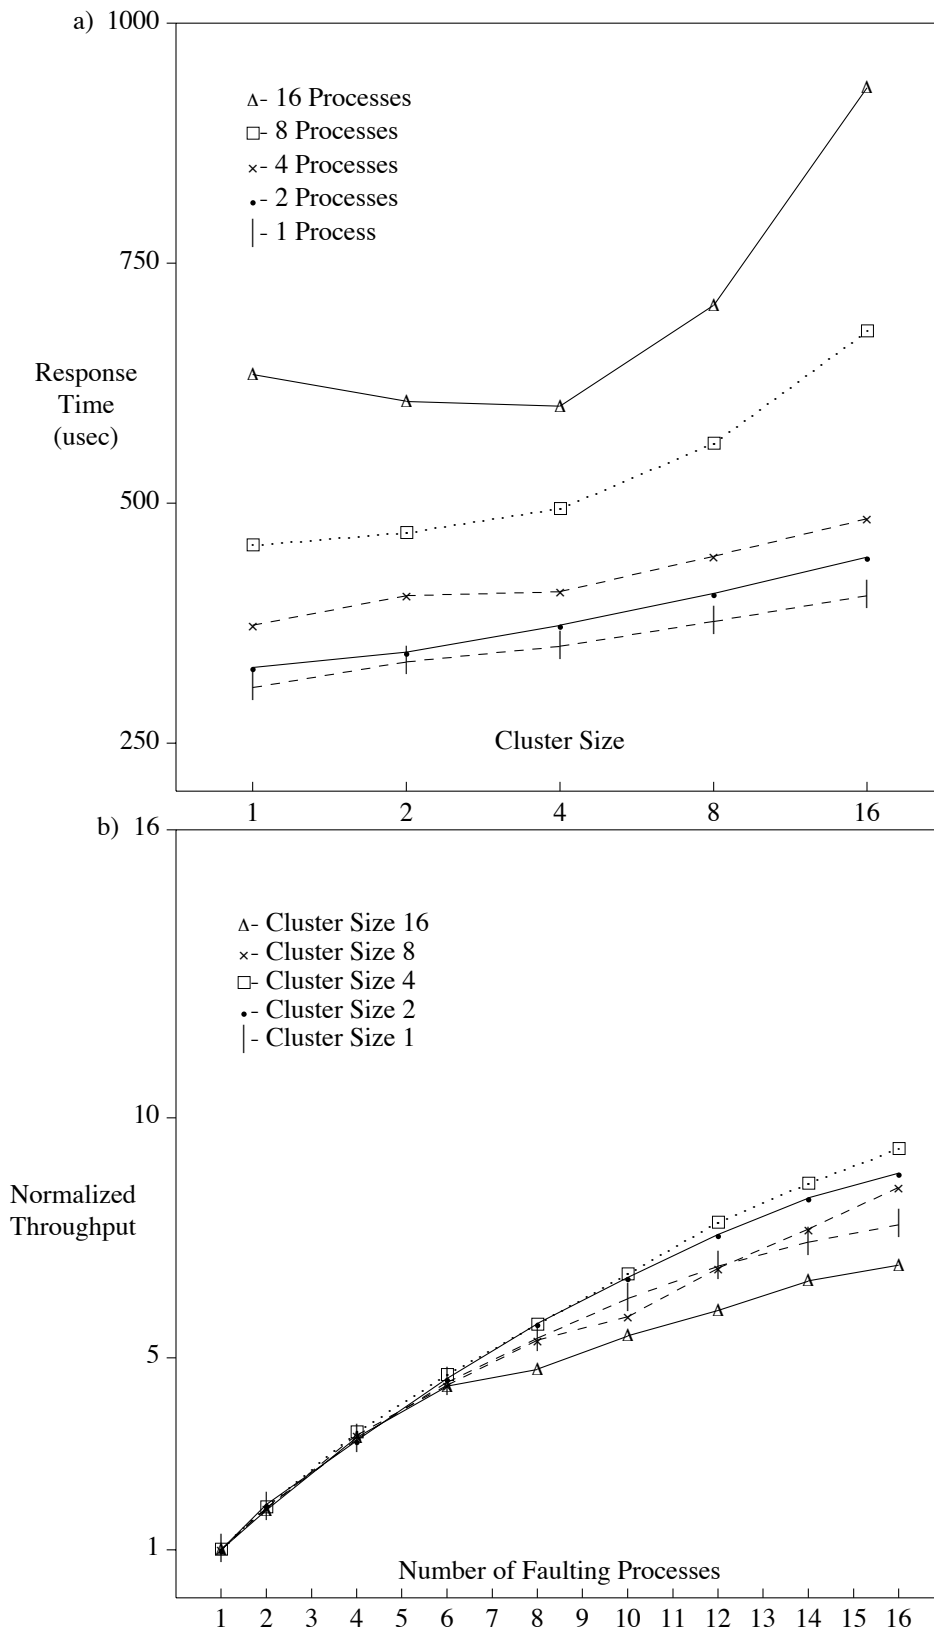 a) 1000
16 Processes
8 Processes
4 Processes
2 Processes
1 Process
750
Response
Time
(usec)
500
250
Cluster Size
1 2 4 8 16
b) 16
Cluster Size 16
Cluster Size 8
Cluster Size 4
Cluster Size 2
Cluster Size 1
10
Normalized
Throughput
5
1
Number of Faulting Processes
1 2 3 4 5 6 7 8 9 10 11 12 13 14 15 16